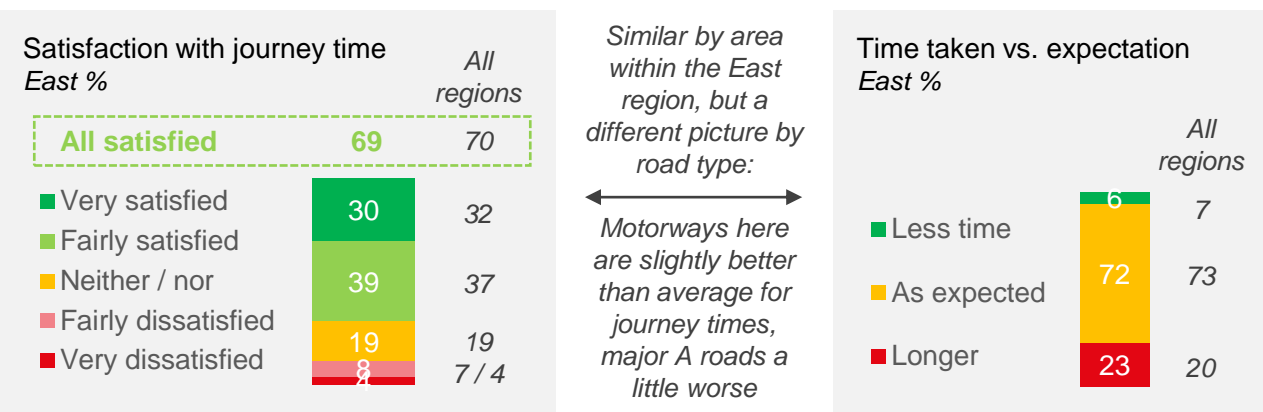 Satisfaction with journey time
East %
All
regions
All satisfied 69 70
Very satisfied 30 32
Fairly satisfied 39 37
Neither / nor 19 19
Fairly dissatisfied 8
Very dissatisfied 4 7 / 4
Similar by area
within the East
region, but a
different picture by
road type:
Motorways here
are slightly better
than average for
journey times,
major A roads a
little worse
Time taken vs. expectation
East %
All
regions
Less time 6 7
As expected 72 73
Longer 23 20